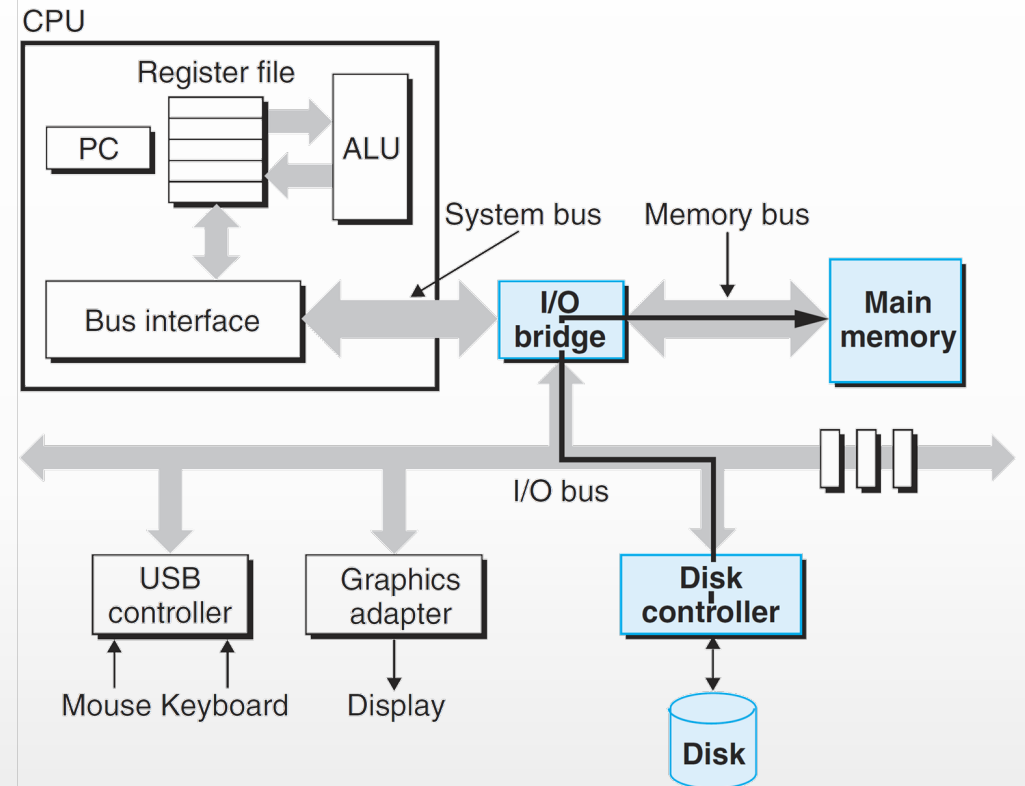 CPU
Register file
PC
ALU
System bus
Memory bus
Bus interface
I/O
bridge
Main
memory
I/O bus
USB
controller
Graphics
adapter
Disk
controller
Mouse Keyboard
Display
Disk